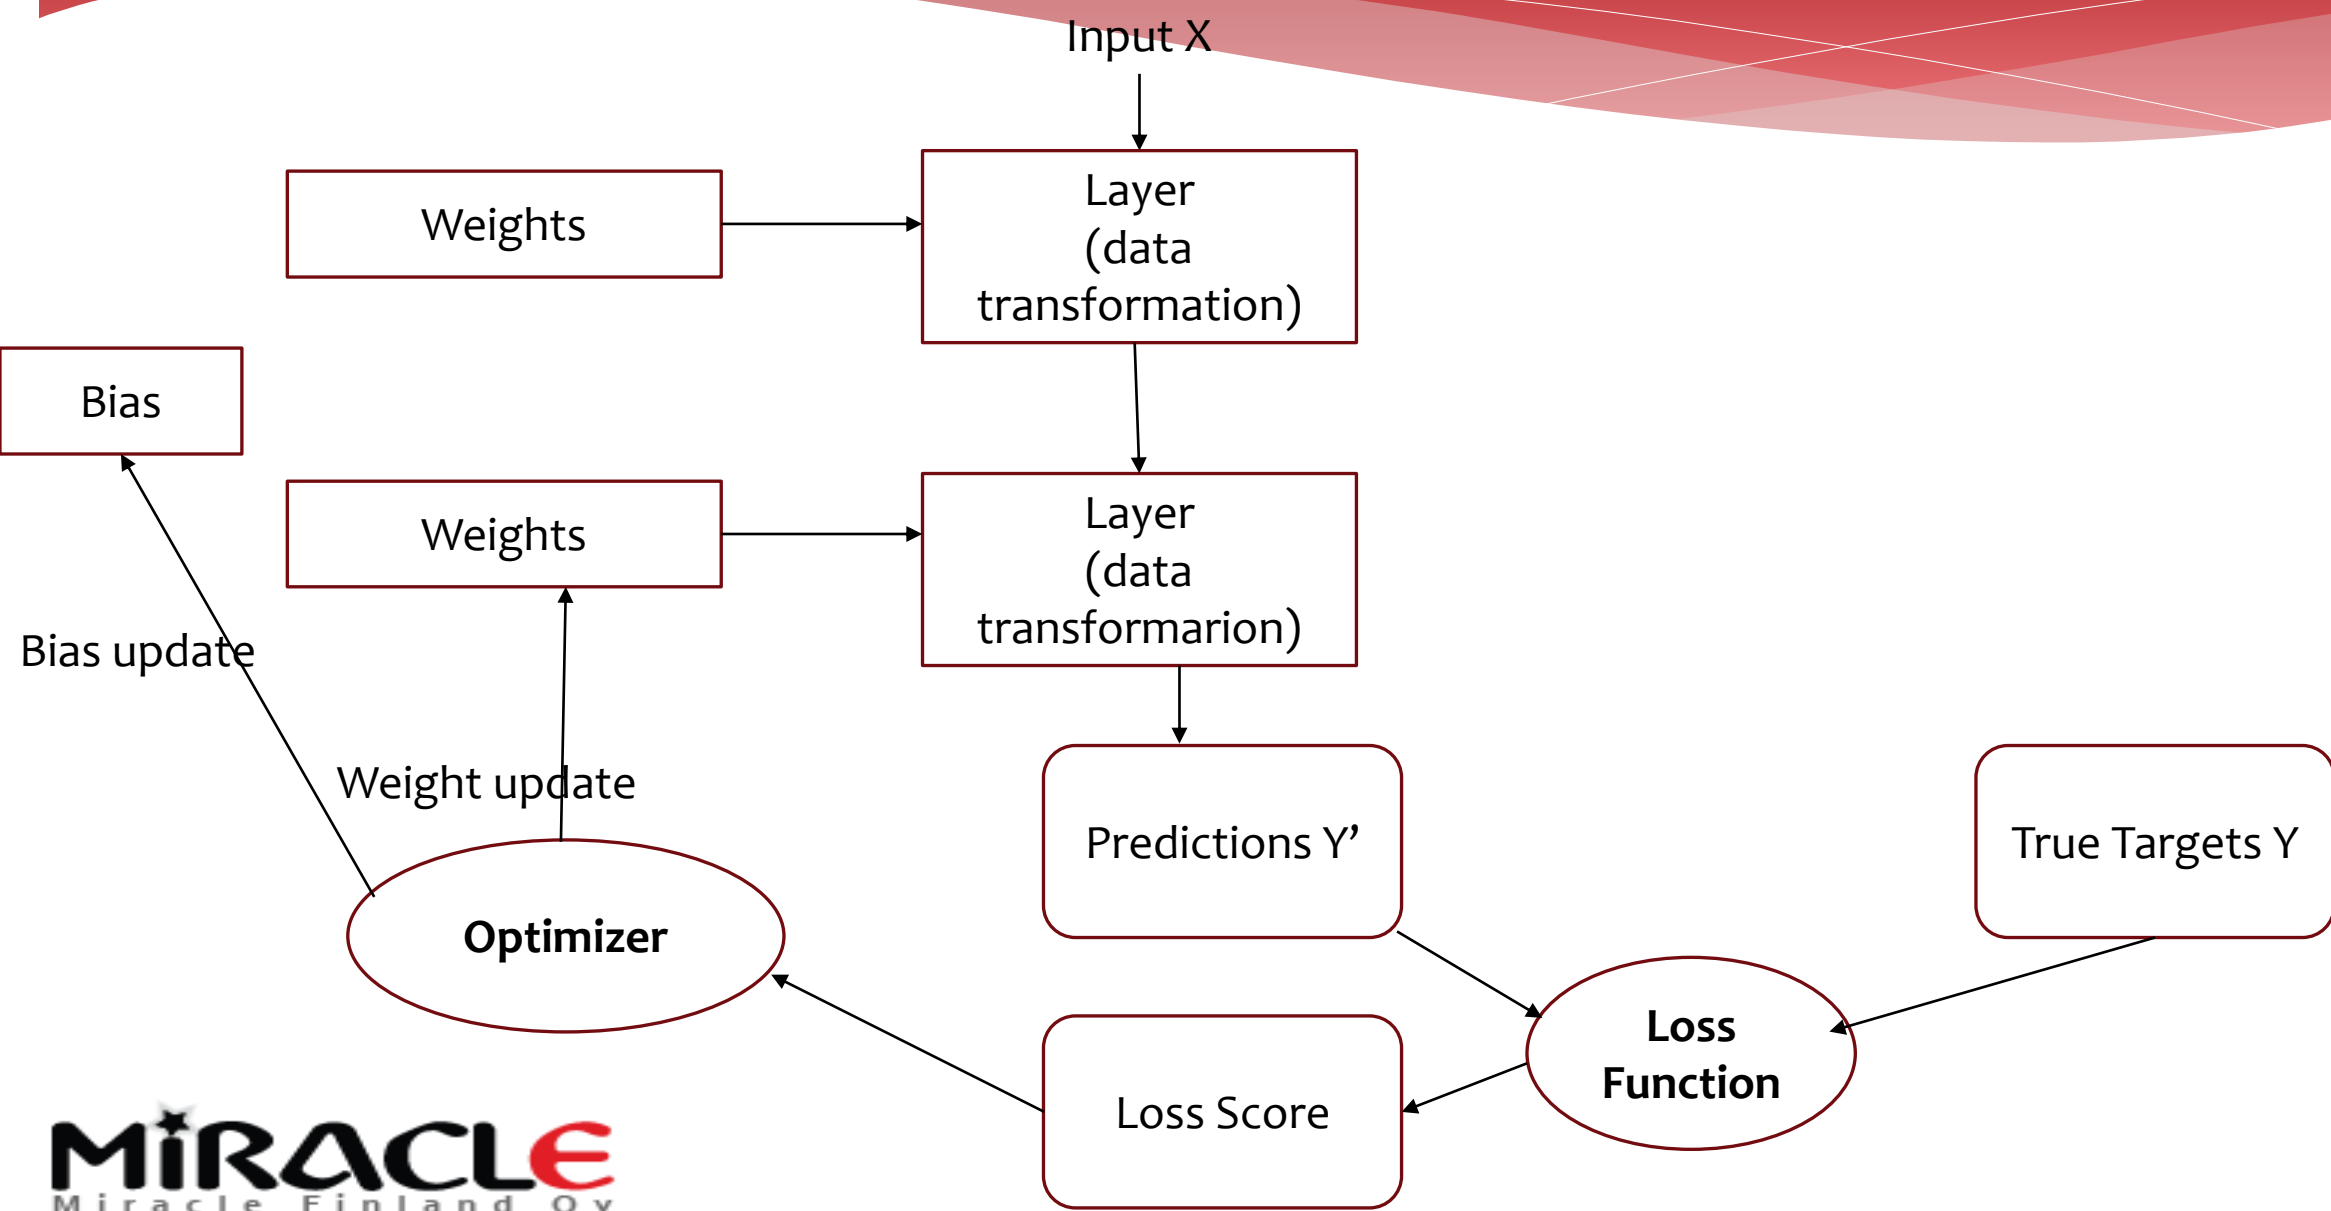 Input X
Weights
Layer
(data
transformation)
Bias
Weights
Layer
(data
transformarion)
Bias update
Weight update
Predictions Y’
True Targets Y
Optimizer
Loss
Function
Loss Score
MiRACLE
Miracle Finland Oy